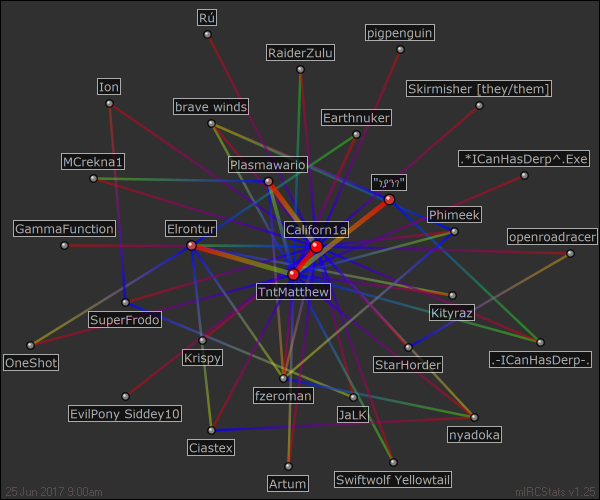 Rú
pigpenguin
RaiderZulu
Ion
Skirmisher [they/them]
brave winds
Earthnuker
MCrekna1
Plasmawario
.*ICanHasDerp^.Exe
Phimeek
GammaFunction
Elrontur
Californ1a
openroadracer
TntMatthew
Kityraz
SuperFrodo
OneShot
Krispy
StarHorder
.-ICanHasDerp-.
fzeroman
EvilPony Siddey10
JaLK
nyadoka
Ciastex
Artum
Swiftwolf Yellowtail
25 Jun 2017 9:00am
mIRCStats v1.25